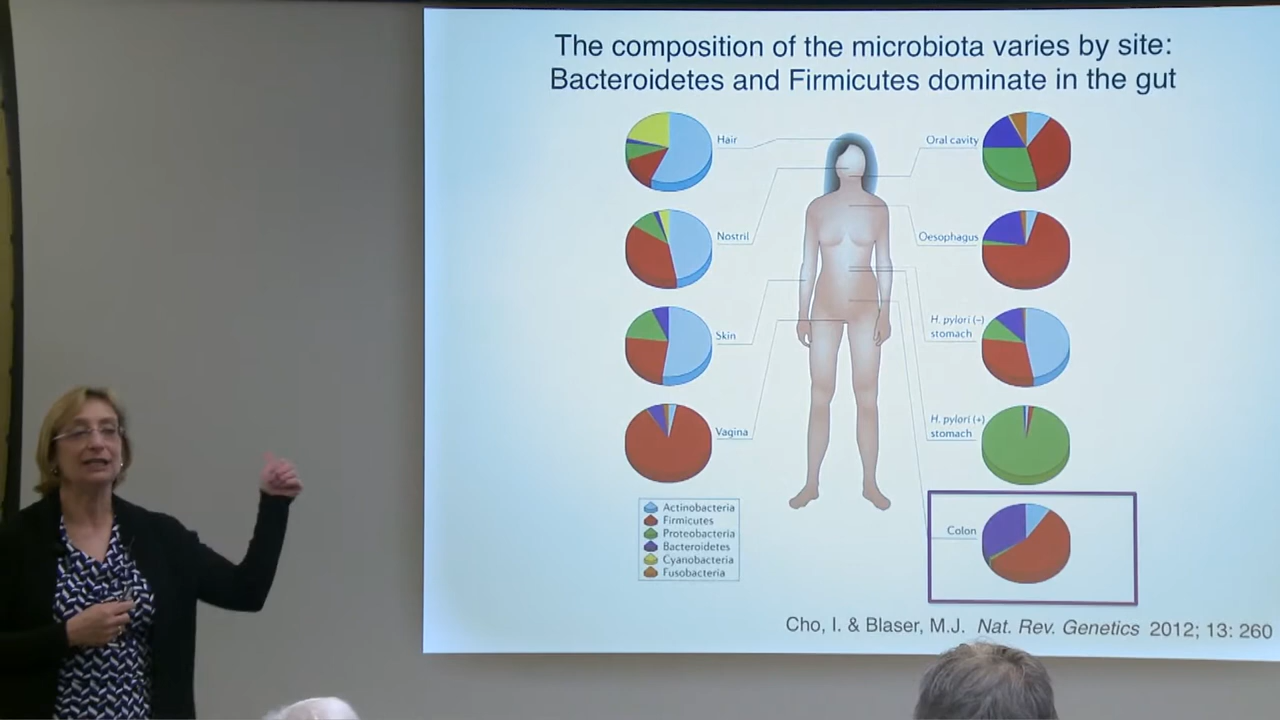 The composition of the microbiota varies by site:
Bacteroidetes and Firmicutes dominate in the gut
Hair
Nostril
Skin
Vagina
Oral cavity
Oesophagus
H. pylori (–)
stomach
H. pylori (+)
stomach
Colon
Actinobacteria
Firmicutes
Proteobacteria
Bacteroidetes
Cyanobacteria
Fusobacteria
Cho, I. & Blaser, M.J. Nat. Rev. Genetics 2012; 13: 260